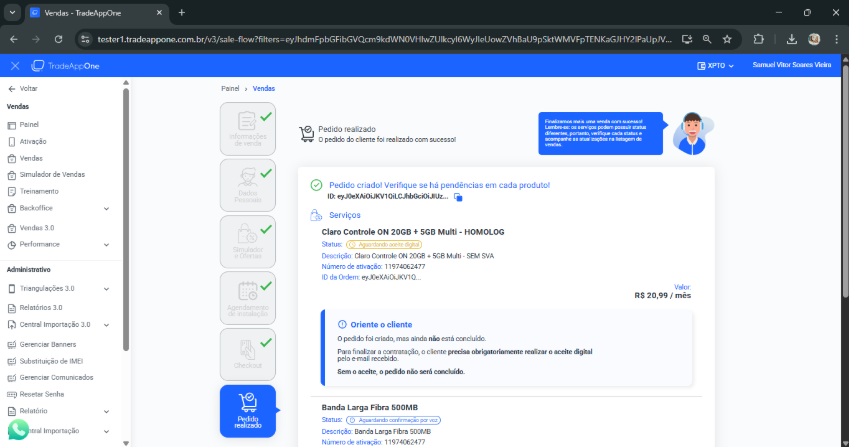 Vendas - TradeAppOne
tester1.tradeappone.com.br/v3/sale-flow?filters=
TradeAppOne
XPTO
Samuel Vitor Soares Vieira
Voltar
Vendas
Painel
Ativação
Vendas
Simulador de Vendas
Treinamento
Backoffice
Vendas 3.0
Performance
Administrativo
Triangulações 3.0
Relatórios 3.0
Central Importação 3.0
Gerenciar Banners
Substituição de IMEI
Gerenciar Comunicados
Resetar Senha
Relatório
Central Importação
Painel › Vendas
Informações
de venda
Dados
Pessoais
Simulador
e Ofertas
Agendamento
de instalação
Checkout
Pedido
realizado
Pedido realizado
O pedido do cliente foi realizado com sucesso!
Finalizamos mais uma venda com sucesso!
Lembre-se: os serviços podem possuir status
diferentes, portanto, verifique cada status e
acompanhe as atualizações na listagem de
vendas.
Pedido criado! Verifique se há pendências em cada produto!
ID:
Serviços
Claro Controle ON 20GB + 5GB Multi - HOMOLOG
Status: Aguardando aceite digital
Descrição: Claro Controle ON 20GB + 5GB Multi - SEM SVA
Número de ativação: 11974062477
ID da Ordem: eyJ0eXAiOiJKV1Q...
Valor:
R$ 20,99 / mês
Oriente o cliente
O pedido foi criado, mas ainda não está concluído.
Para finalizar a contratação, o cliente precisa obrigatoriamente realizar o aceite digital
pelo e-mail recebido.
Sem o aceite, o pedido não será concluído.
Banda Larga Fibra 500MB
Status: Aguardando confirmação por voz
Descrição: Banda Larga Fibra 500MB
Número de ativação: 11974062477